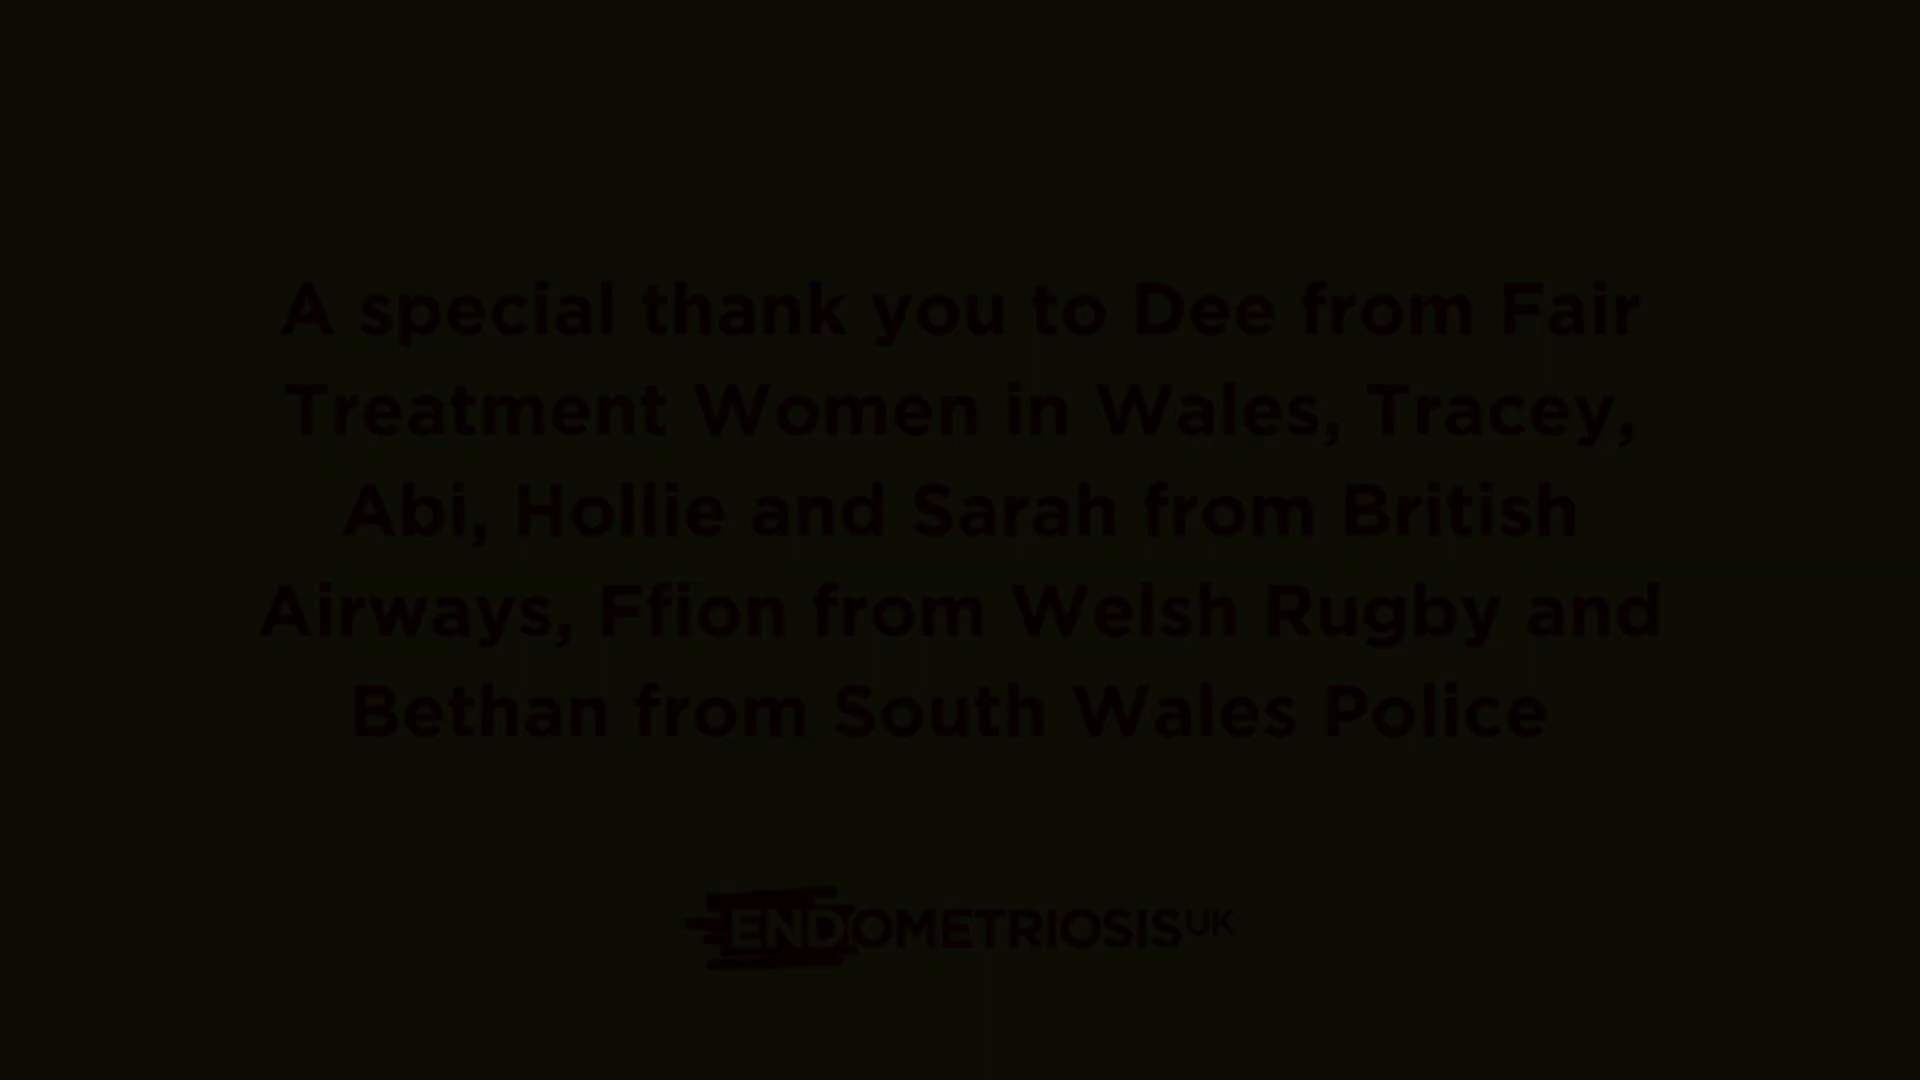 A special thank you to Dee from Fair
Treatment Women in Wales, Tracey,
Abi, Hollie and Sarah from British
Airways, Ffion from Welsh Rugby and
Bethan from South Wales Police
ENDOMETRIOSIS UK